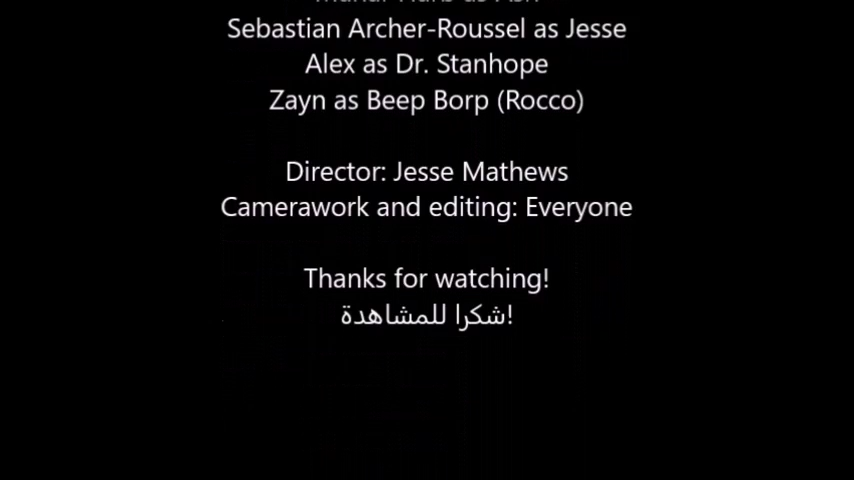 Sebastian Archer-Roussel as Jesse
Alex as Dr. Stanhope
Zayn as Beep Borp (Rocco)
Director: Jesse Mathews
Camerawork and editing: Everyone
Thanks for watching!
شكرا للمشاهدة!